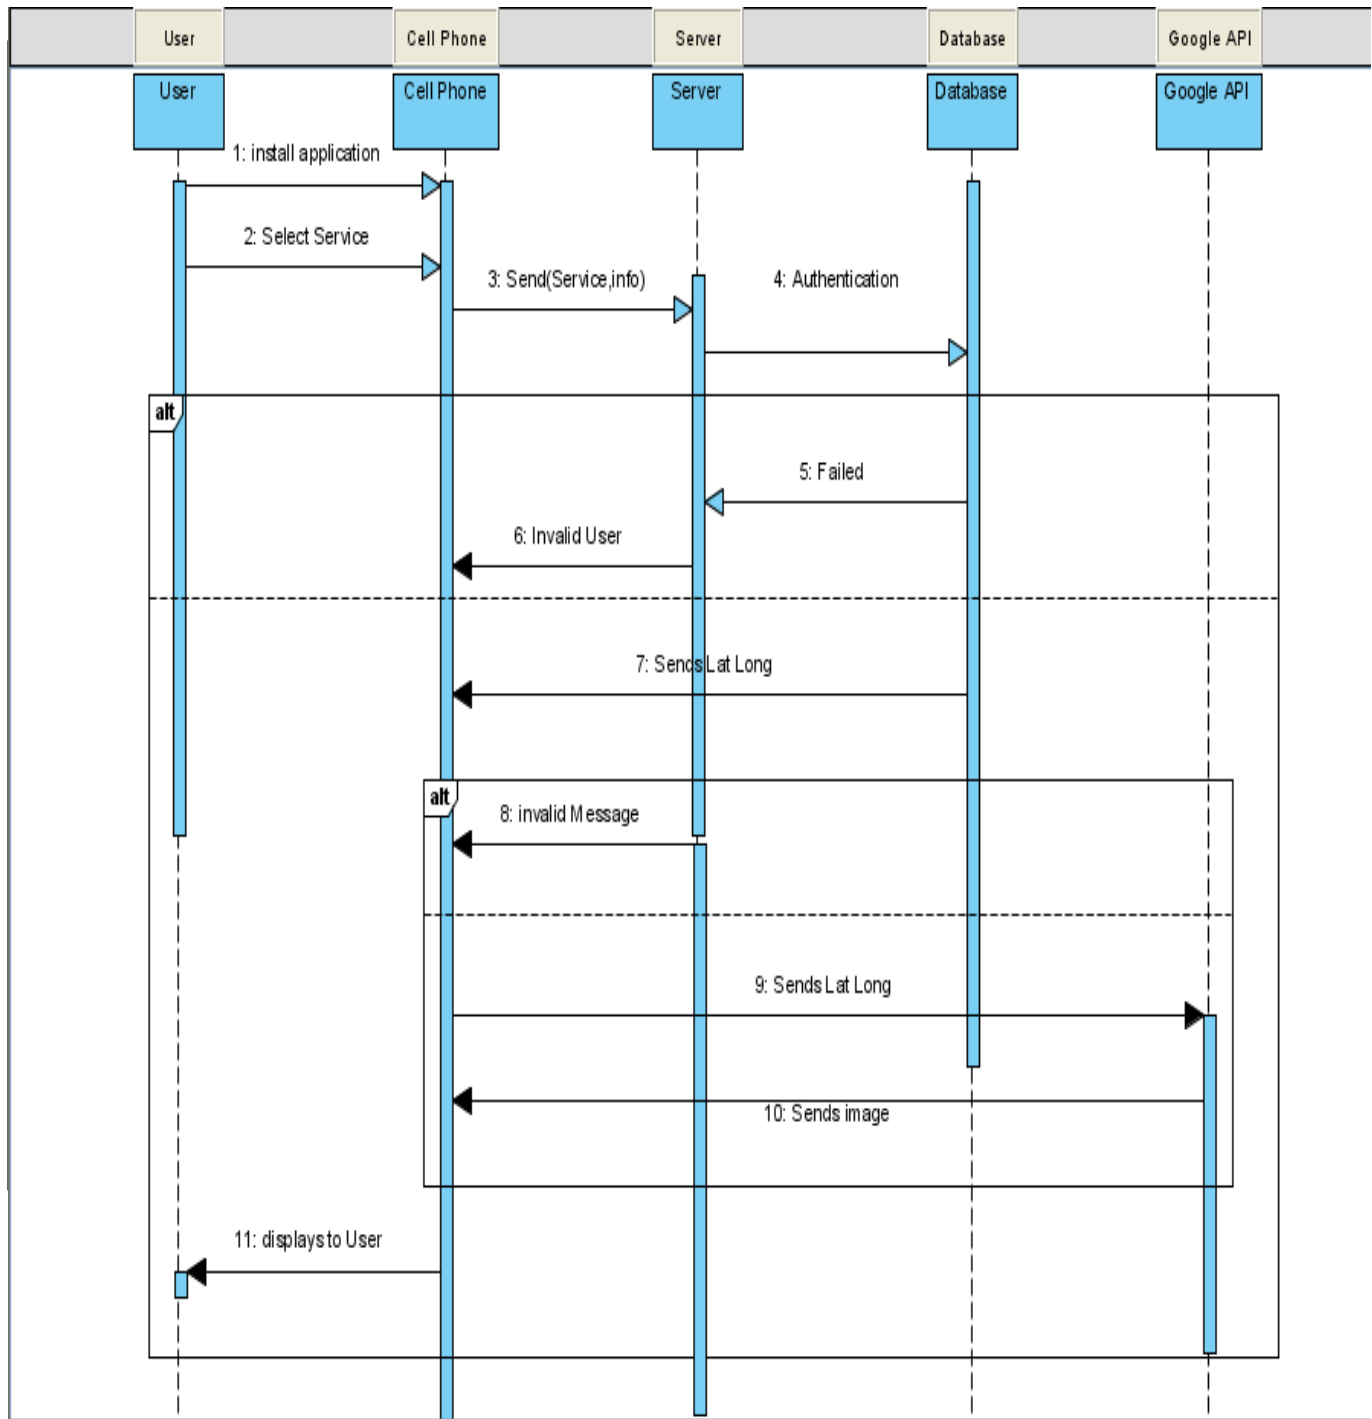 User
Cell Phone
Server
Database
Google API
User
Cell Phone
Server
Database
Google API
1: install application
2: Select Service
3: Send(Service,info)
4: Authentication
alt
5: Failed
6: Invalid User
7: Sends Lat Long
alt
8: invalid Message
9: Sends Lat Long
10: Sends image
11: displays to User